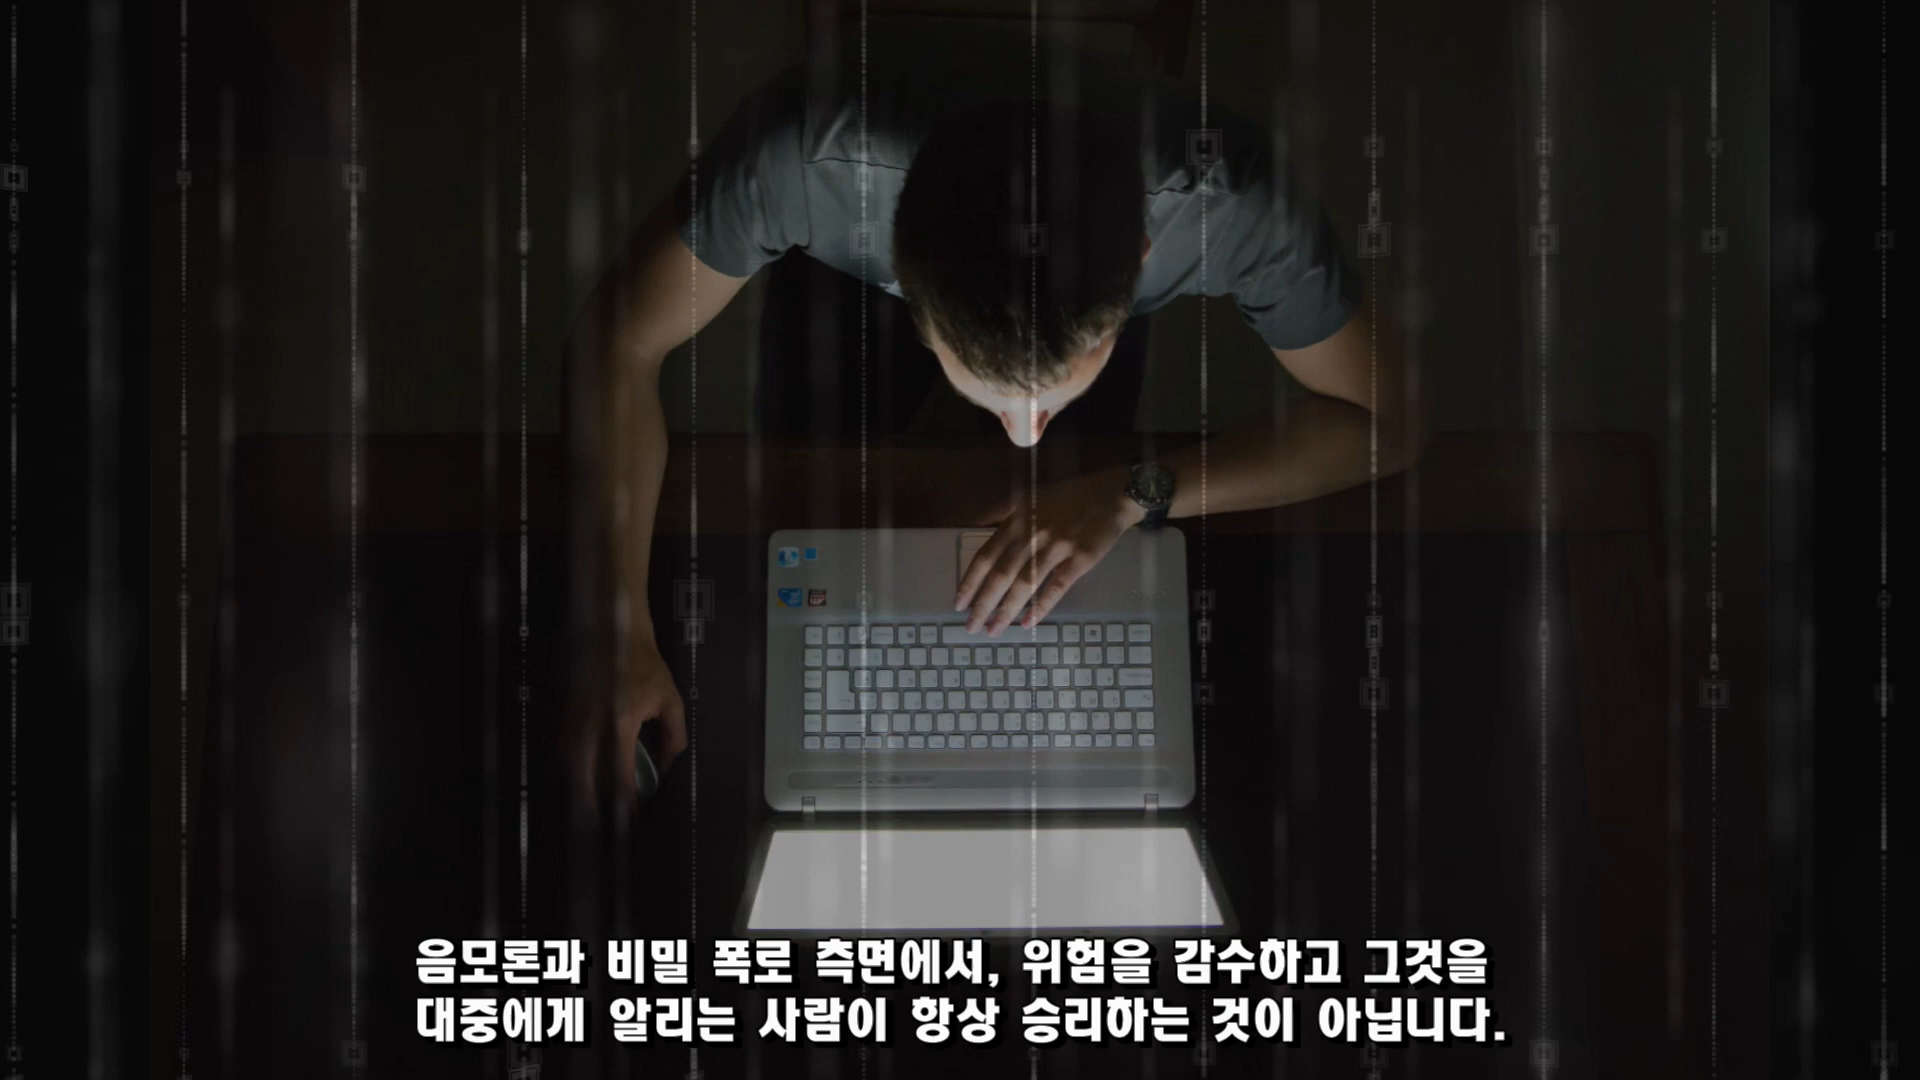 음모론과 비밀 폭로 측면에서, 위험을 감수하고 그것을
대중에게 알리는 사람이 항상 승리하는 것이 아닙니다.